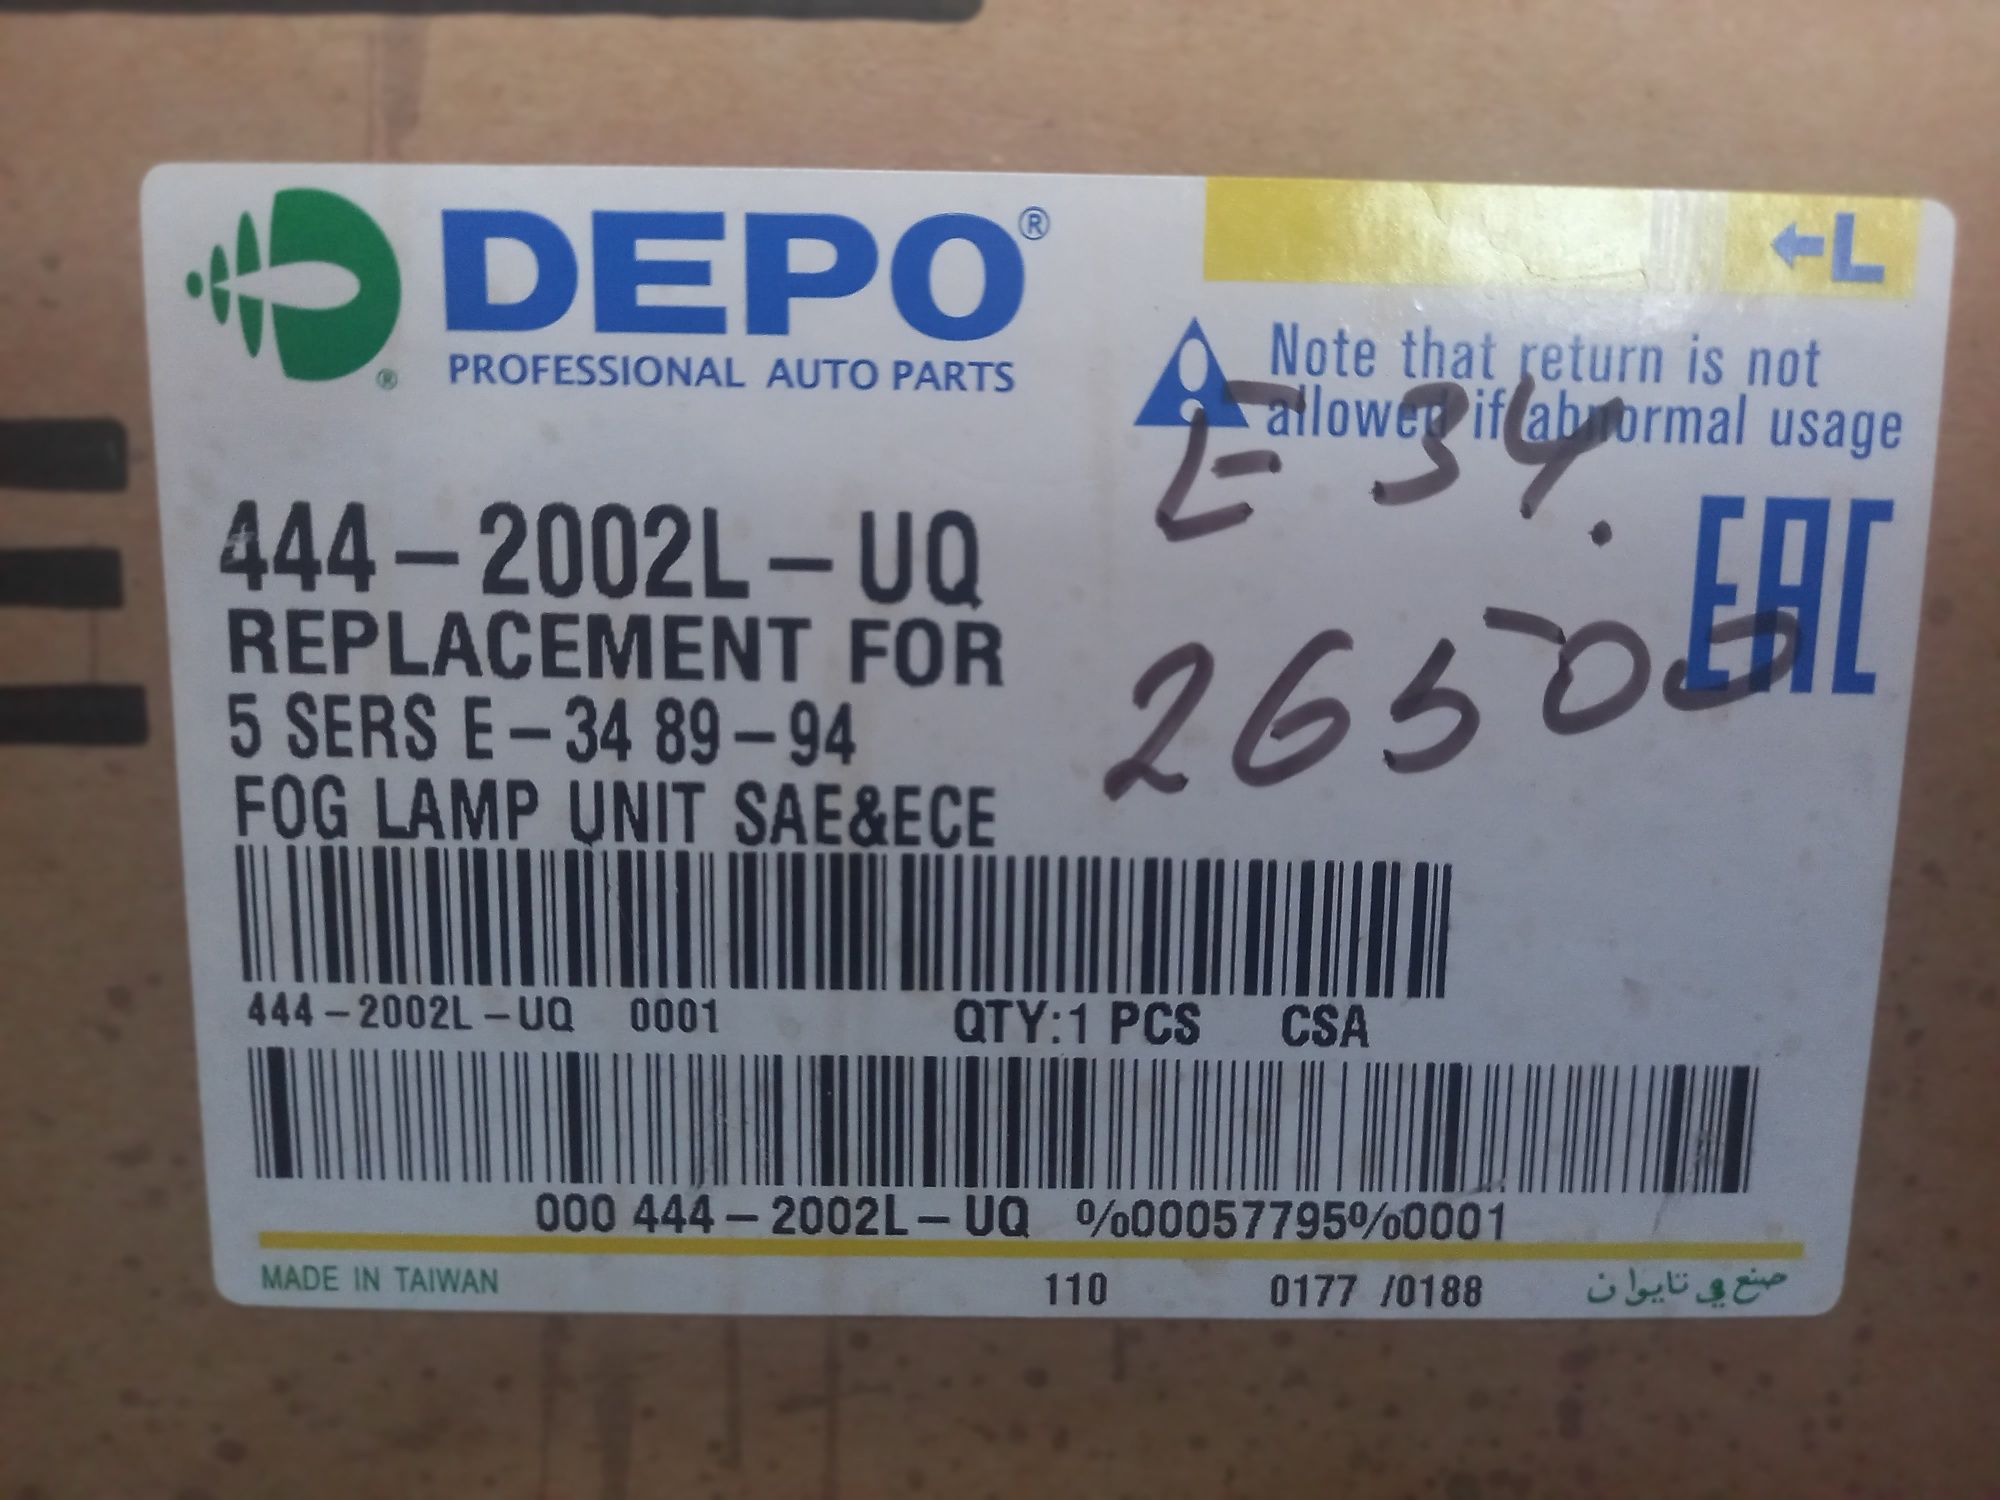 DEPO®
PROFESSIONAL AUTO PARTS
®
←L
Note that return is not
allowed if abnormal usage
E 34.
EAC
26500
444-2002L-UQ
REPLACEMENT FOR
5 SERS E-34 89-94
FOG LAMP UNIT SAE&ECE
444-2002L-UQ 0001 QTY:1 PCS CSA
000 444-2002L-UQ %00057795%0001
MADE IN TAIWAN 110 0177 /0188 صنع في تايوان